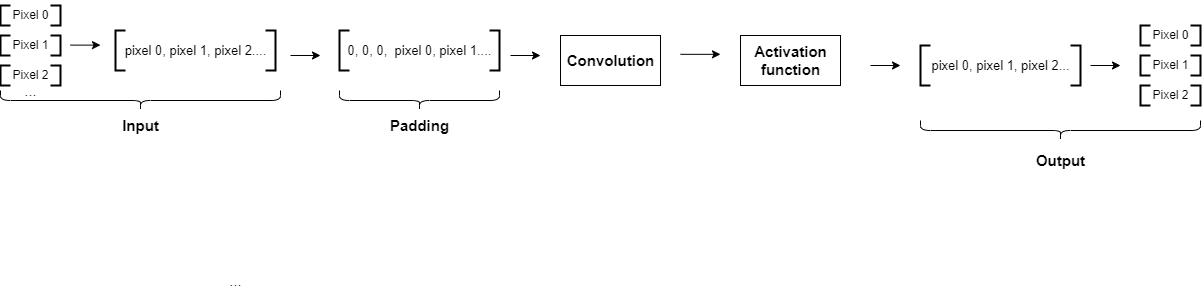 Pixel 0
Pixel 1
Pixel 2
...
pixel 0, pixel 1, pixel 2....
Input
0, 0, 0, pixel 0, pixel 1....
Padding
Convolution
Activation
function
pixel 0, pixel 1, pixel 2...
Pixel 0
Pixel 1
Pixel 2
Output
...